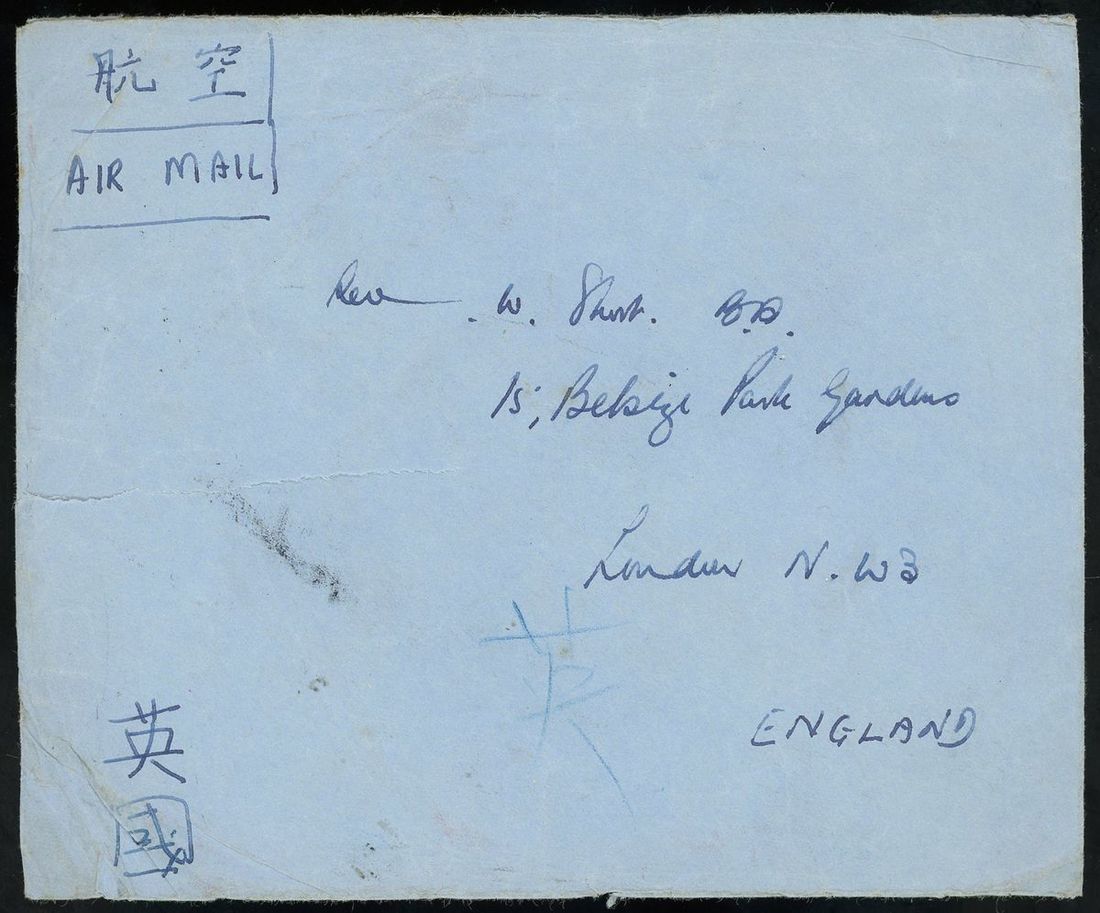 航空
AIR MAIL
Rev W. Short. B.D.
15, Belsize Park Gardens
London N.W3
英
ENGLAND
英
國